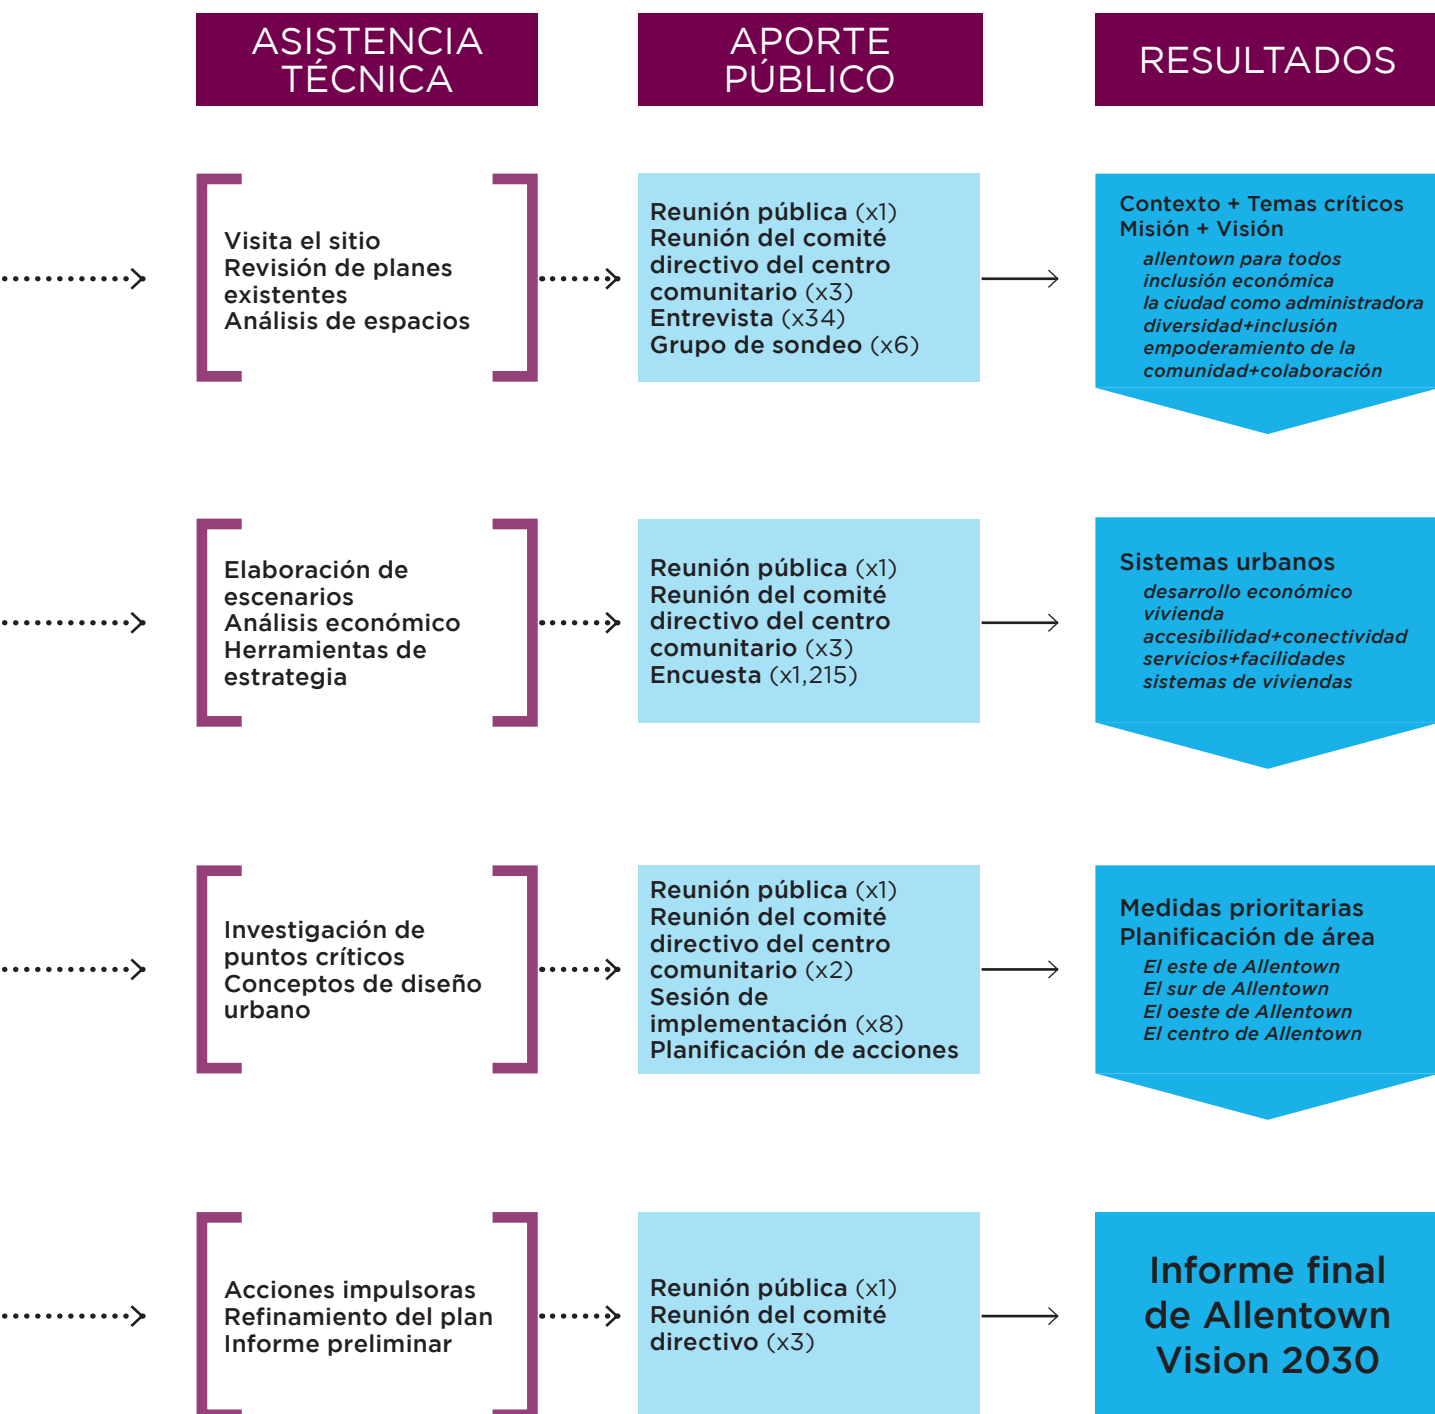 ASISTENCIA
TÉCNICA
APORTE
PÚBLICO
RESULTADOS
Visita el sitio
Revisión de planes
existentes
Análisis de espacios
Reunión pública (x1)
Reunión del comité
directivo del centro
comunitario (x3)
Entrevista (x34)
Grupo de sondeo (x6)
Contexto + Temas críticos
Misión + Visión
allentown para todos
inclusión económica
la ciudad como administradora
diversidad+inclusión
empoderamiento de la
comunidad+colaboración
Elaboración de
escenarios
Análisis económico
Herramientas de
estrategia
Reunión pública (x1)
Reunión del comité
directivo del centro
comunitario (x3)
Encuesta (x1,215)
Sistemas urbanos
desarrollo económico
vivienda
accesibilidad+conectividad
servicios+facilidades
sistemas de viviendas
Investigación de
puntos críticos
Conceptos de diseño
urbano
Reunión pública (x1)
Reunión del comité
directivo del centro
comunitario (x2)
Sesión de
implementación (x8)
Planificación de acciones
Medidas prioritarias
Planificación de área
El este de Allentown
El sur de Allentown
El oeste de Allentown
El centro de Allentown
Acciones impulsoras
Refinamiento del plan
Informe preliminar
Reunión pública (x1)
Reunión del comité
directivo (x3)
Informe final
de Allentown
Vision 2030